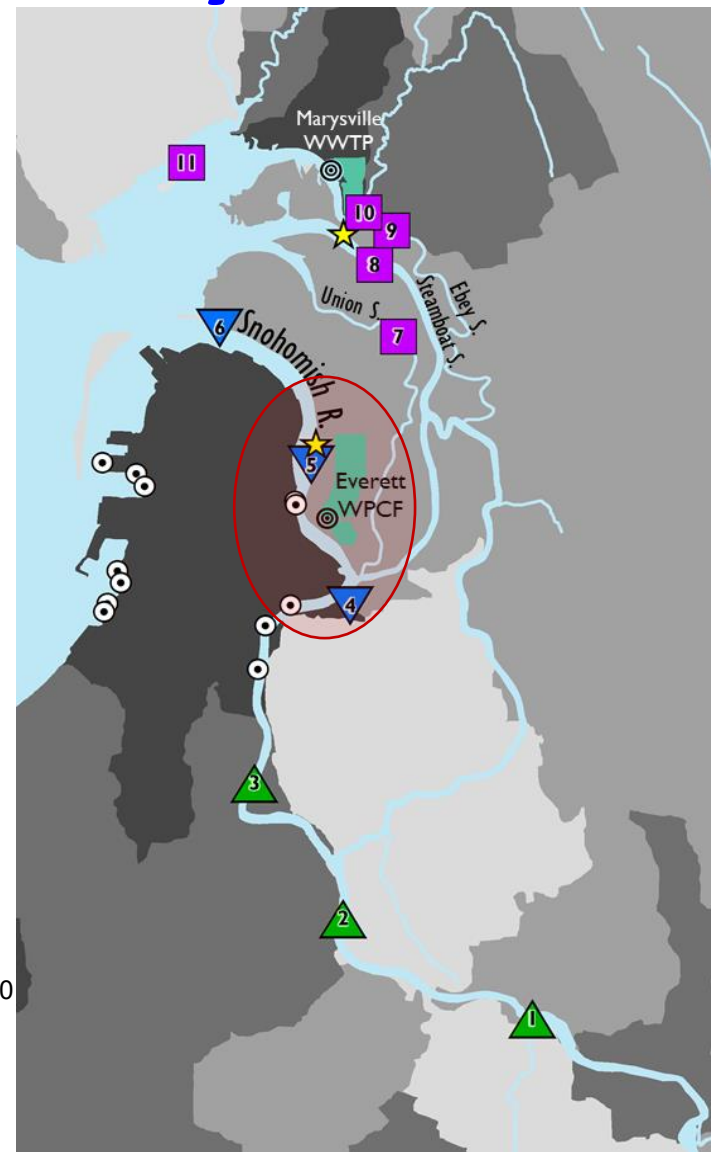 Marysville
WWTP
11
10
9
8
Union S.
Ebey S.
Steamboat S.
7
6
Snohomish R.
5
Everett
WPCF
4
3
2
0
1